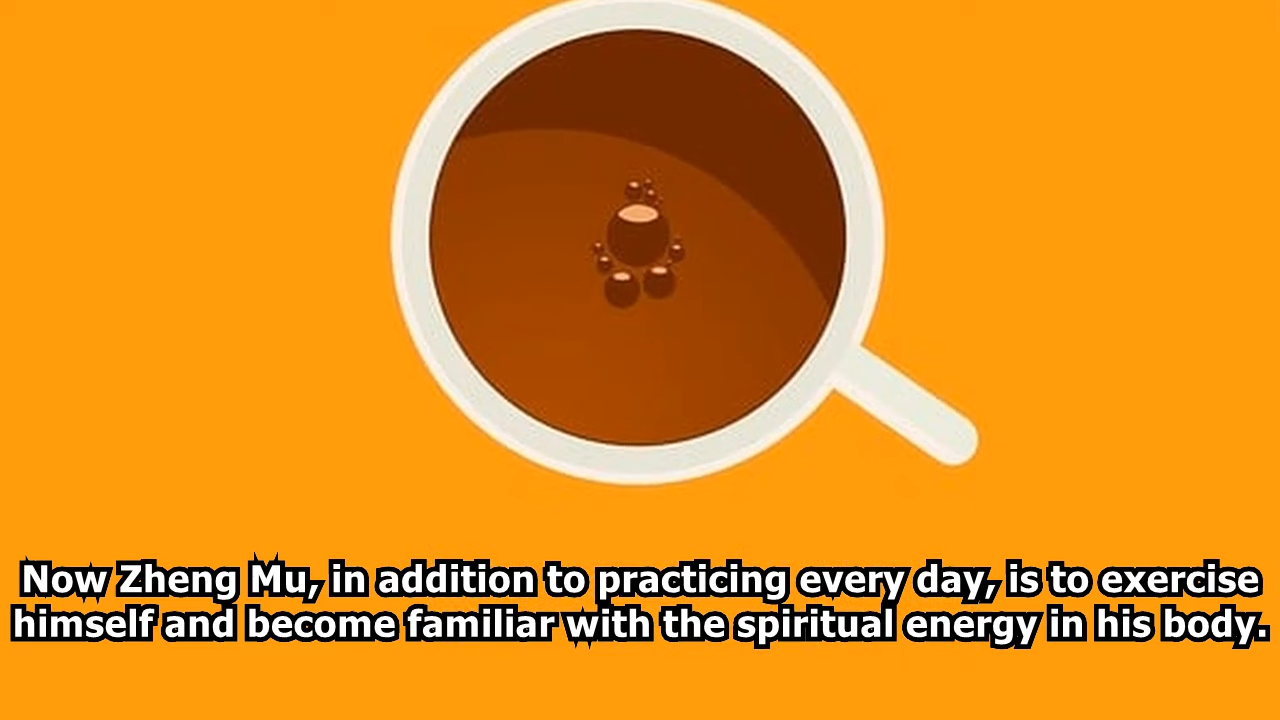 Now Zheng Mu, in addition to practicing every day, is to exercise
himself and become familiar with the spiritual energy in his body.